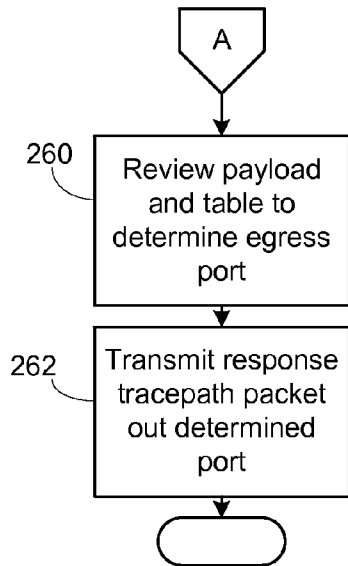 A
260
Review payload
and table to
determine egress
port
262
Transmit response
tracepath packet
out determined
port